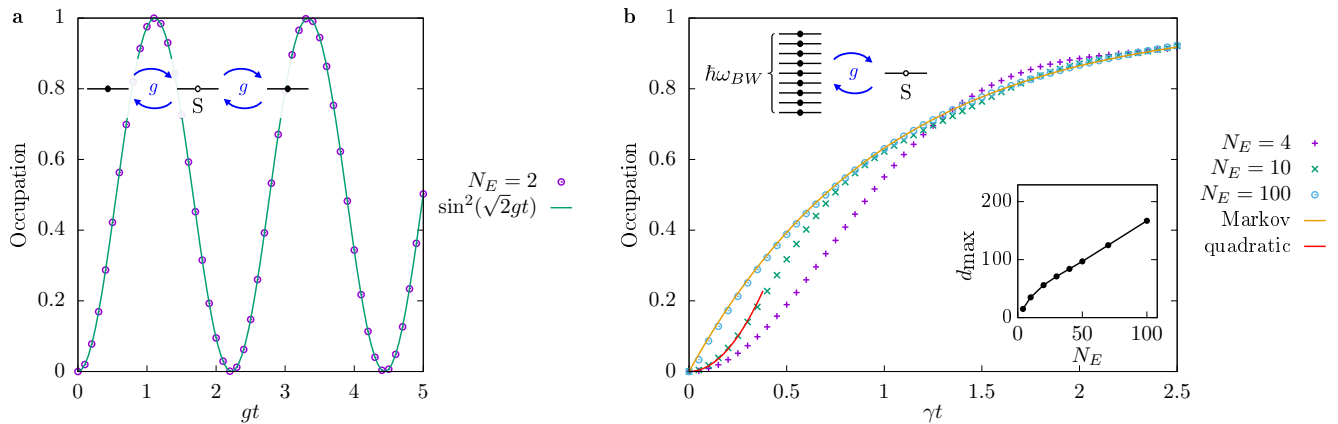 a
1
0.8
0.6
0.4
0.2
0
0 1 2 3 4 5
Occupation
gt
g g
S
N_E = 2
sin²(√2gt)
b
1
0.8
0.6
0.4
0.2
0
0 0.5 1 1.5 2 2.5
Occupation
γt
ħω_BW
g
S
N_E = 4
N_E = 10
N_E = 100
Markov
quadratic
200
100
0
0 50 100
d_max
N_E